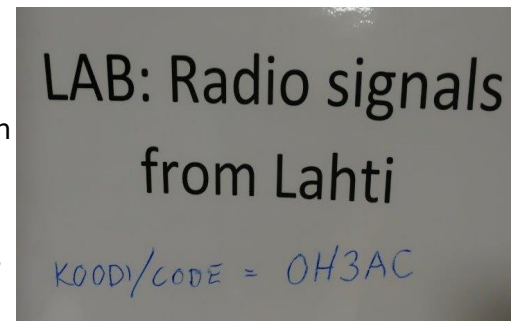 LAB: Radio signals
from Lahti
KOODI/CODE = OH3AC